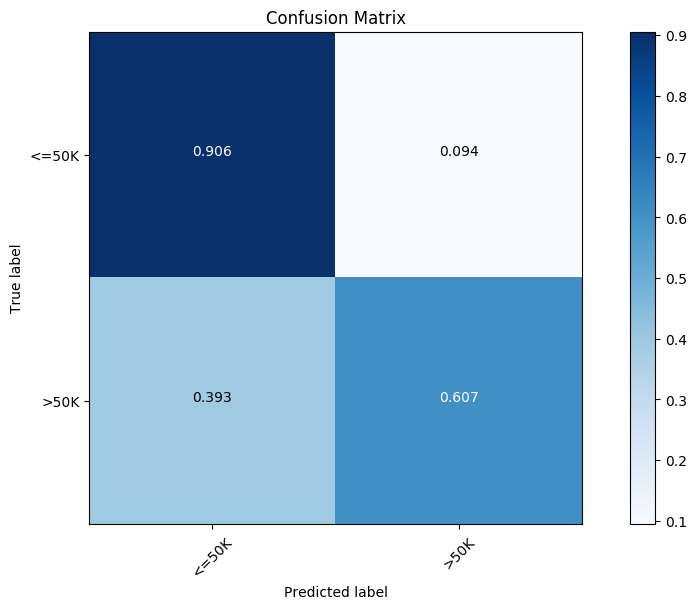 Confusion Matrix
True label
<=50K
0.906
0.094
>50K
0.393
0.607
<=50K
>50K
Predicted label
0.9
0.8
0.7
0.6
0.5
0.4
0.3
0.2
0.1